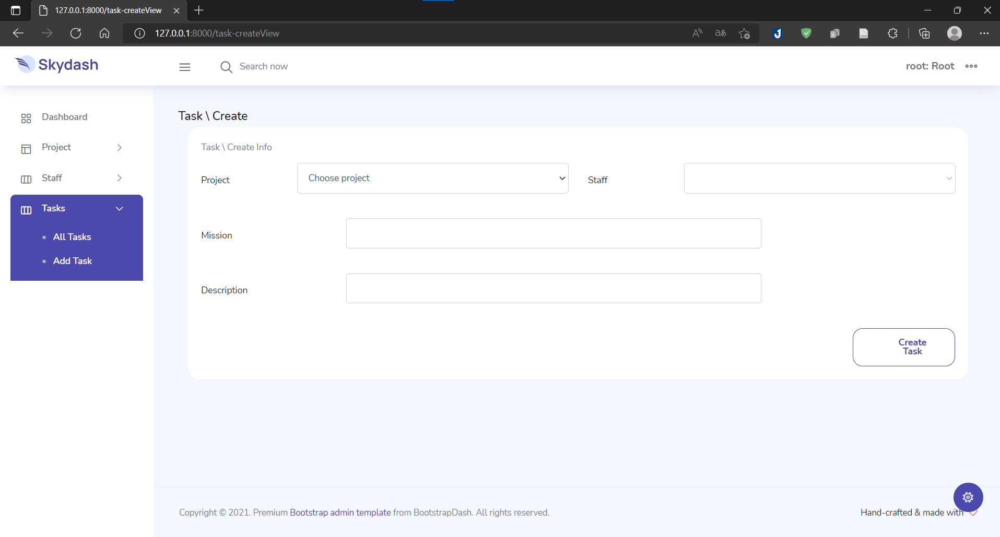 127.0.0.1:8000/task-createView
127.0.0.1:8000/task-createView
Skydash
Search now
root: Root
Dashboard
Project
Staff
Tasks
All Tasks
Add Task
Task \ Create
Task \ Create Info
Project
Choose project
Staff
Mission
Description
Create
Task
Copyright © 2021. Premium Bootstrap admin template from BootstrapDash. All rights reserved.
Hand-crafted & made with